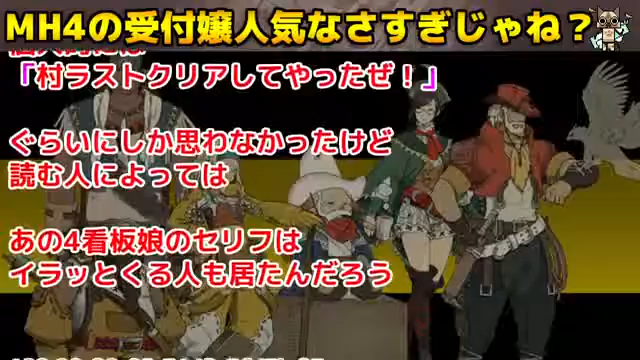 MH4の受付嬢人気なさすぎじゃね？
「村ラストクリアしてやったぜ！」
ぐらいにしか思わなかったけど
読む人によっては
あの4看板娘のセリフは
イラッとくる人も居たんだろう